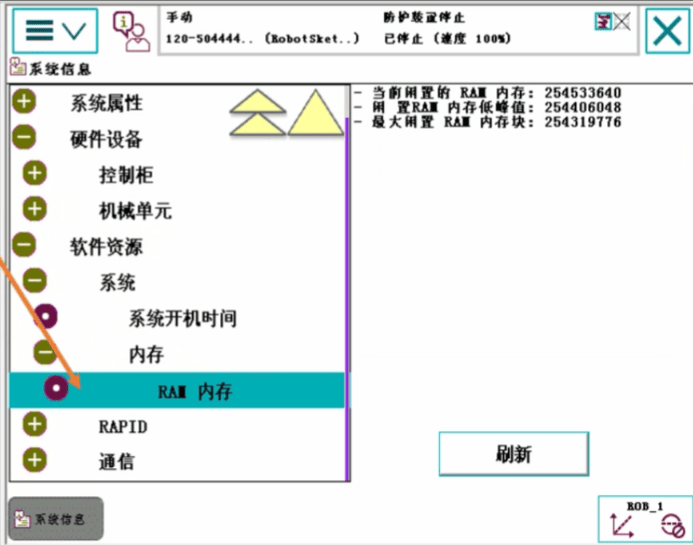 手动
防护装置停止
120-504444.. (RobotSket..)
已停止 (速度 100%)
系统信息
系统属性
硬件设备
控制柜
机械单元
软件资源
系统
系统开机时间
内存
RAM 内存
RAPID
通信
- 当前闲置的 RAM 内存: 254533640
- 闲 置RAM 内存低峰值: 254406048
- 最大闲置 RAM 内存块: 254319776
刷新
系统信息
ROB_1